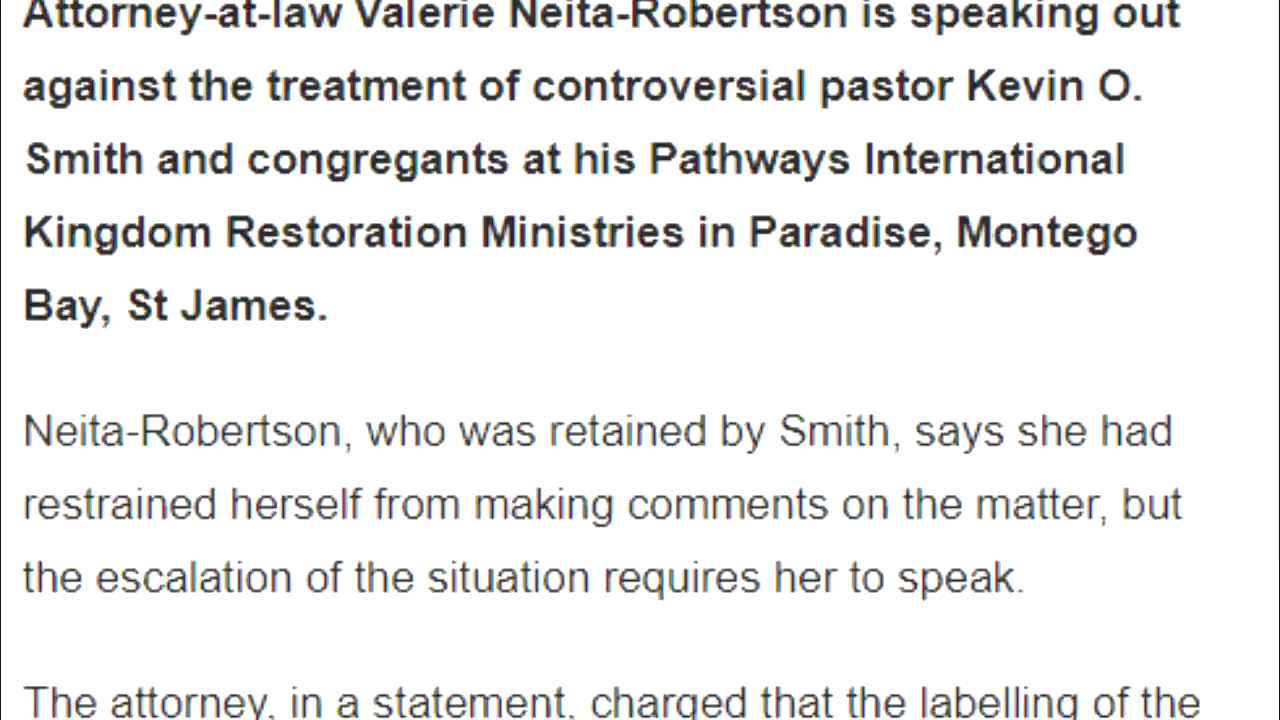 Attorney-at-law Valerie Neita-Robertson is speaking out
against the treatment of controversial pastor Kevin O.
Smith and congregants at his Pathways International
Kingdom Restoration Ministries in Paradise, Montego
Bay, St James.
Neita-Robertson, who was retained by Smith, says she had
restrained herself from making comments on the matter, but
the escalation of the situation requires her to speak.
The attorney, in a statement, charged that the labelling of the